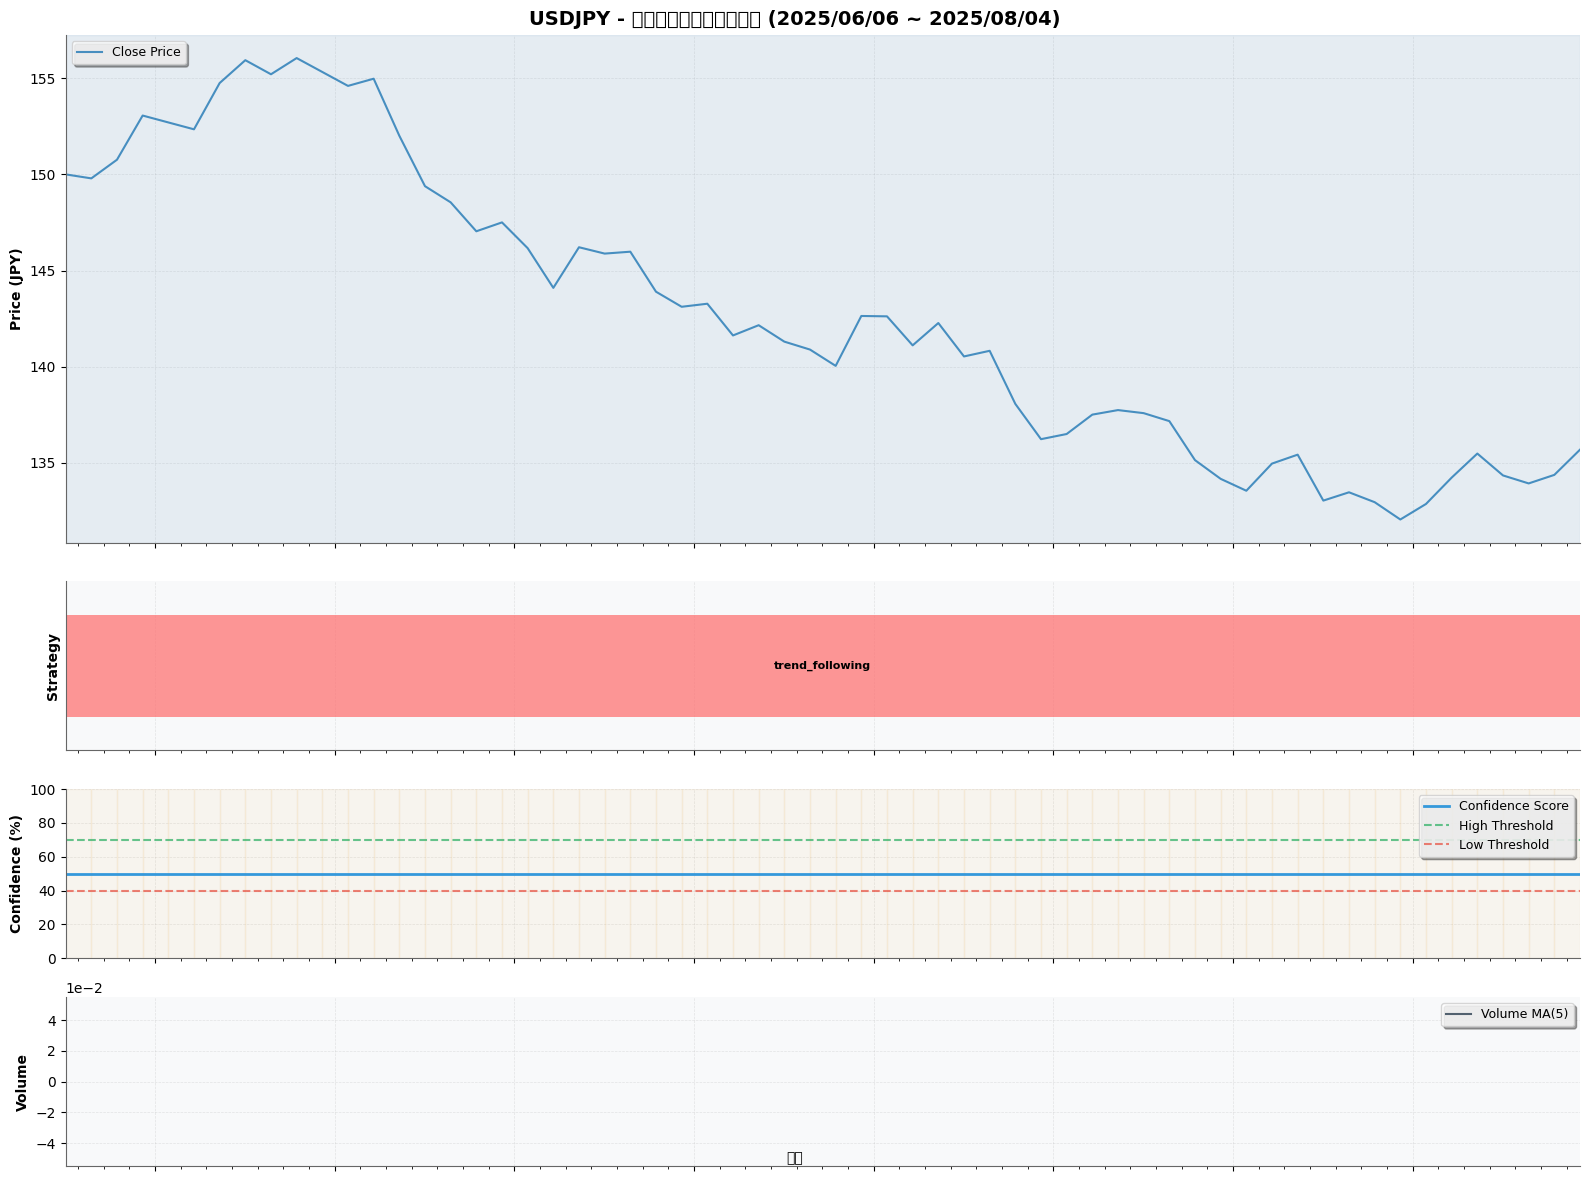 USDJPY - (2025/06/06 ~ 2025/08/04)
Close Price
155
150
145
140
135
Price (JPY)
Strategy
trend_following
100
80
60
40
20
0
Confidence (%)
Confidence Score
High Threshold
Low Threshold
1e−2
4
2
0
−2
−4
Volume
Volume MA(5)